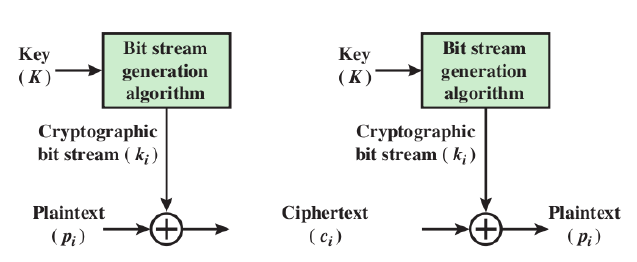 Key
(K)
Bit stream
generation
algorithm
Cryptographic
bit stream ( ki )
Plaintext
( pi )
Ciphertext
( ci )
Key
(K)
Bit stream
generation
algorithm
Cryptographic
bit stream ( ki )
Plaintext
( pi )